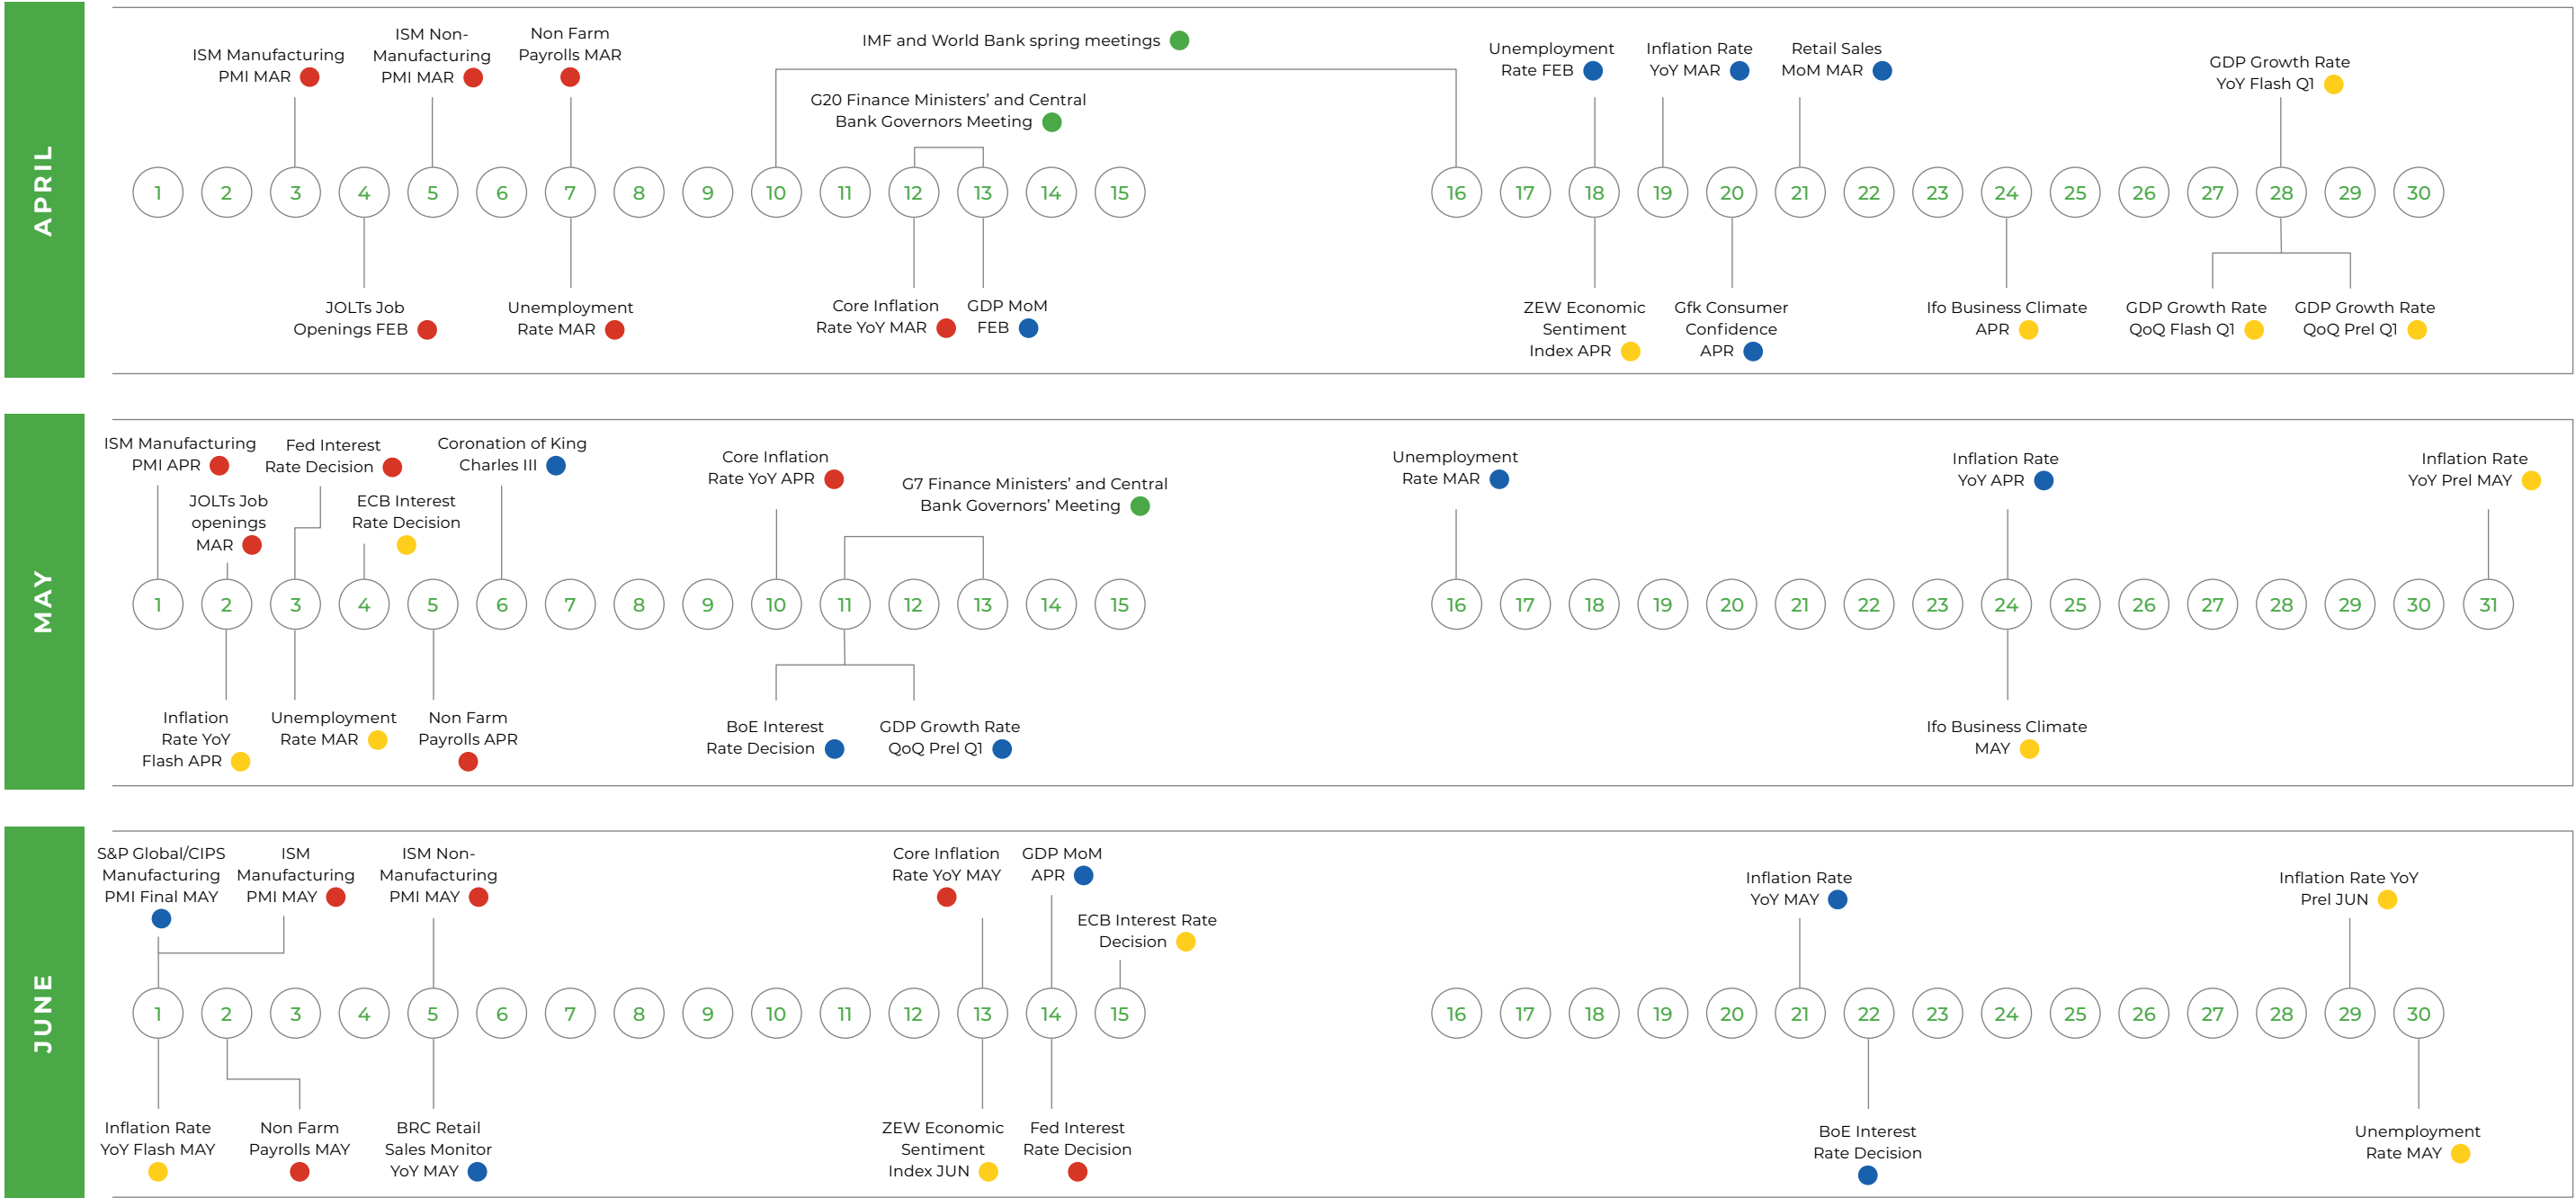 APRIL
ISM Manufacturing
PMI MAR
ISM Non-
Manufacturing
PMI MAR
Non Farm
Payrolls MAR
IMF and World Bank spring meetings
G20 Finance Ministers’ and Central
Bank Governors Meeting
Unemployment
Rate FEB
Inflation Rate
YoY MAR
Retail Sales
MoM MAR
GDP Growth Rate
YoY Flash Q1
1 2 3 4 5 6 7 8 9 10 11 12 13 14 15 16 17 18 19 20 21 22 23 24 25 26 27 28 29 30
JOLTs Job
Openings FEB
Unemployment
Rate MAR
Core Inflation
Rate YoY MAR
GDP MoM
FEB
ZEW Economic
Sentiment
Index APR
Gfk Consumer
Confidence
APR
Ifo Business Climate
APR
GDP Growth Rate
QoQ Flash Q1
GDP Growth Rate
QoQ Prel Q1
MAY
ISM Manufacturing
PMI APR
JOLTs Job
openings
MAR
Fed Interest
Rate Decision
ECB Interest
Rate Decision
Coronation of King
Charles III
Core Inflation
Rate YoY APR
G7 Finance Ministers’ and Central
Bank Governors’ Meeting
Unemployment
Rate MAR
Inflation Rate
YoY APR
Inflation Rate
YoY Prel MAY
1 2 3 4 5 6 7 8 9 10 11 12 13 14 15 16 17 18 19 20 21 22 23 24 25 26 27 28 29 30 31
Inflation
Rate YoY
Flash APR
Unemployment
Rate MAR
Non Farm
Payrolls APR
BoE Interest
Rate Decision
GDP Growth Rate
QoQ Prel Q1
Ifo Business Climate
MAY
JUNE
S&P Global/CIPS
Manufacturing
PMI Final MAY
ISM
Manufacturing
PMI MAY
ISM Non-
Manufacturing
PMI MAY
Core Inflation
Rate YoY MAY
GDP MoM
APR
ECB Interest Rate
Decision
Inflation Rate
YoY MAY
Inflation Rate YoY
Prel JUN
1 2 3 4 5 6 7 8 9 10 11 12 13 14 15 16 17 18 19 20 21 22 23 24 25 26 27 28 29 30
Inflation Rate
YoY Flash MAY
Non Farm
Payrolls MAY
BRC Retail
Sales Monitor
YoY MAY
ZEW Economic
Sentiment
Index JUN
Fed Interest
Rate Decision
BoE Interest
Rate Decision
Unemployment
Rate MAY